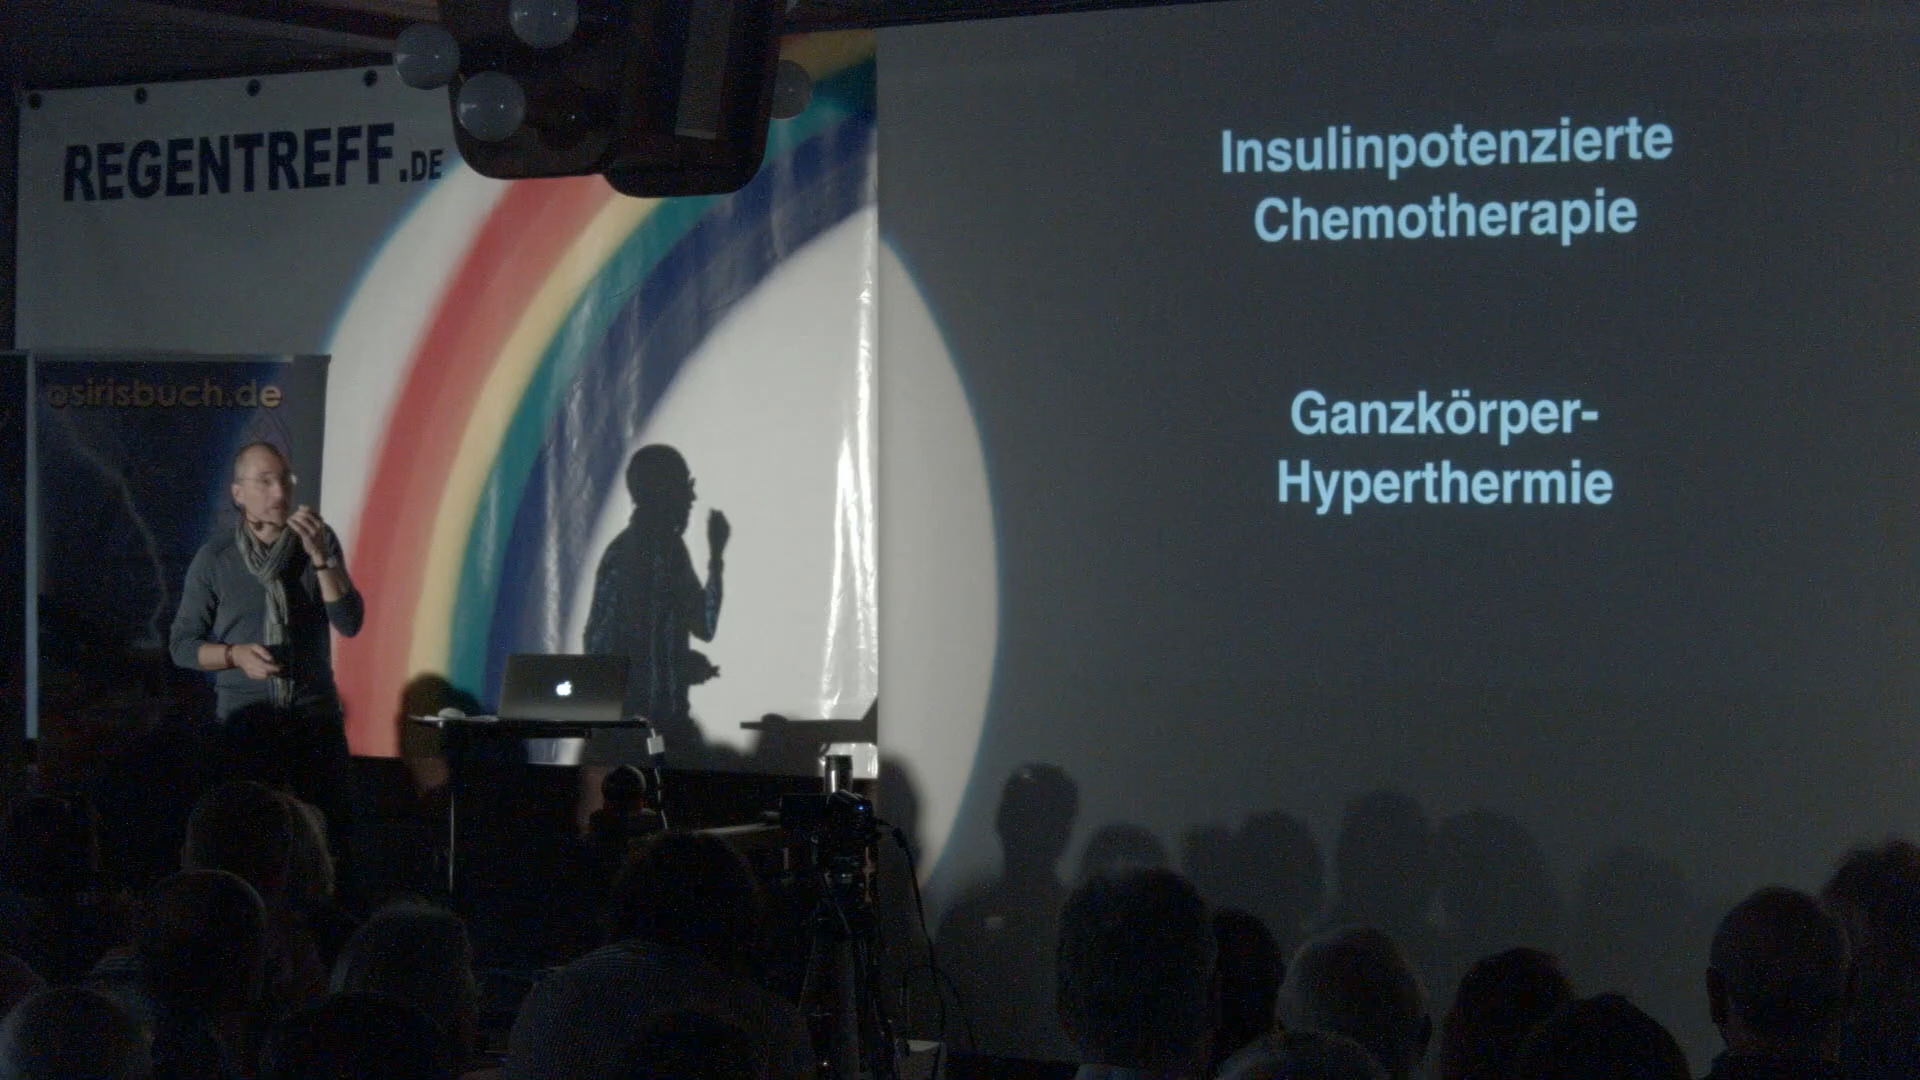 REGENTREFF.DE
osirisbuch.de
Insulinpotenzierte
Chemotherapie
Ganzkörper-
Hyperthermie